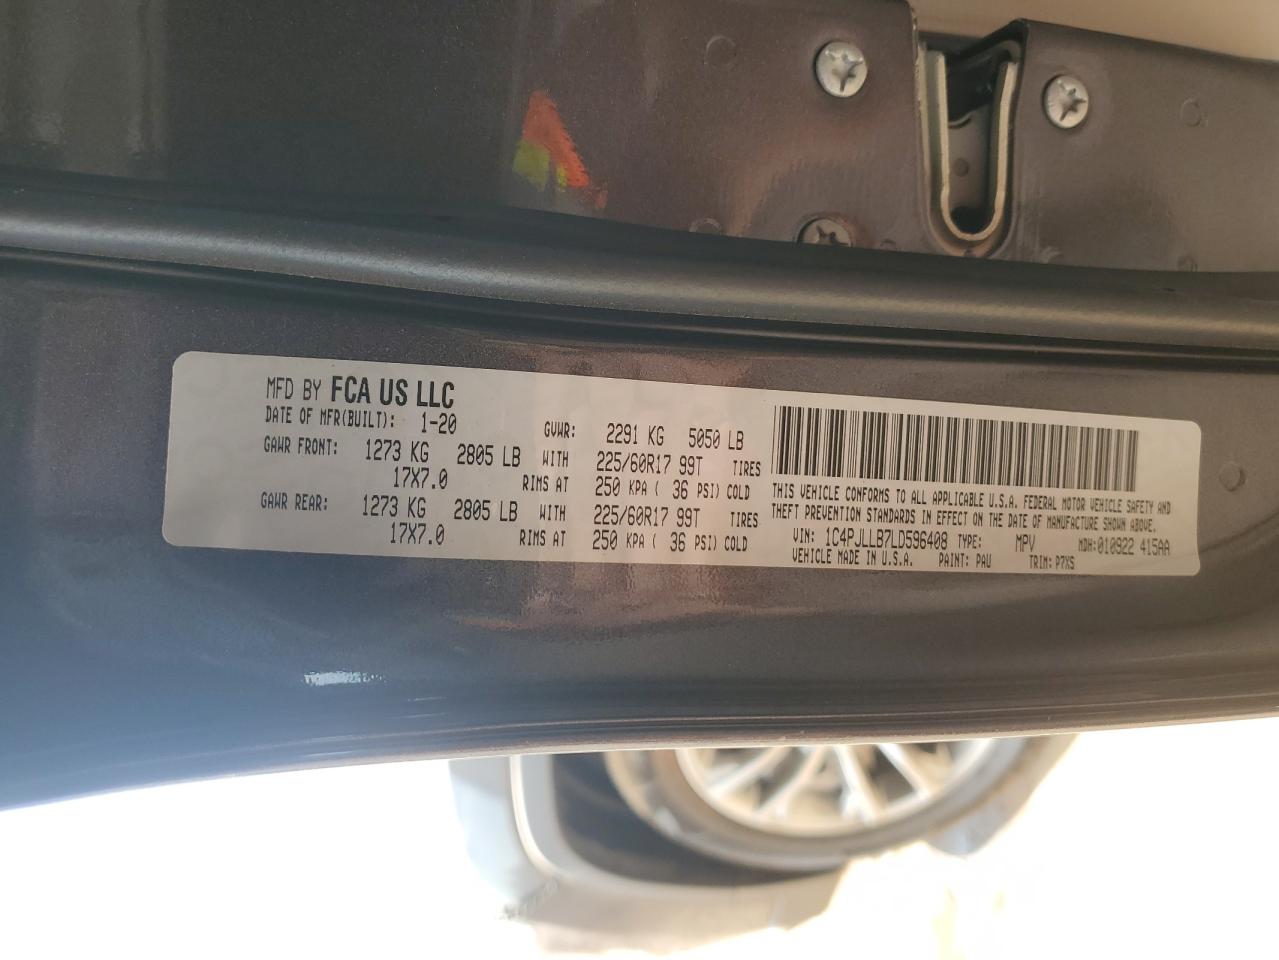 MFD BY FCA US LLC
DATE OF MFR(BUILT): 1-20 GVWR: 2291 KG 5050 LB
GAWR FRONT: 1273 KG 2805 LB WITH 225/60R17 99T TIRES
17X7.0 RIMS AT 250 KPA ( 36 PSI) COLD
GAWR REAR: 1273 KG 2805 LB WITH 225/60R17 99T TIRES
17X7.0 RIMS AT 250 KPA ( 36 PSI) COLD
THIS VEHICLE CONFORMS TO ALL APPLICABLE U.S.A. FEDERAL MOTOR VEHICLE SAFETY AND
THEFT PREVENTION STANDARDS IN EFFECT ON THE DATE OF MANUFACTURE SHOWN ABOVE.
VIN: 1C4PJLLB7LD596408 TYPE: MPV MDH:010922 415AA
VEHICLE MADE IN U.S.A. PAINT: PAU TRIM: P7XS